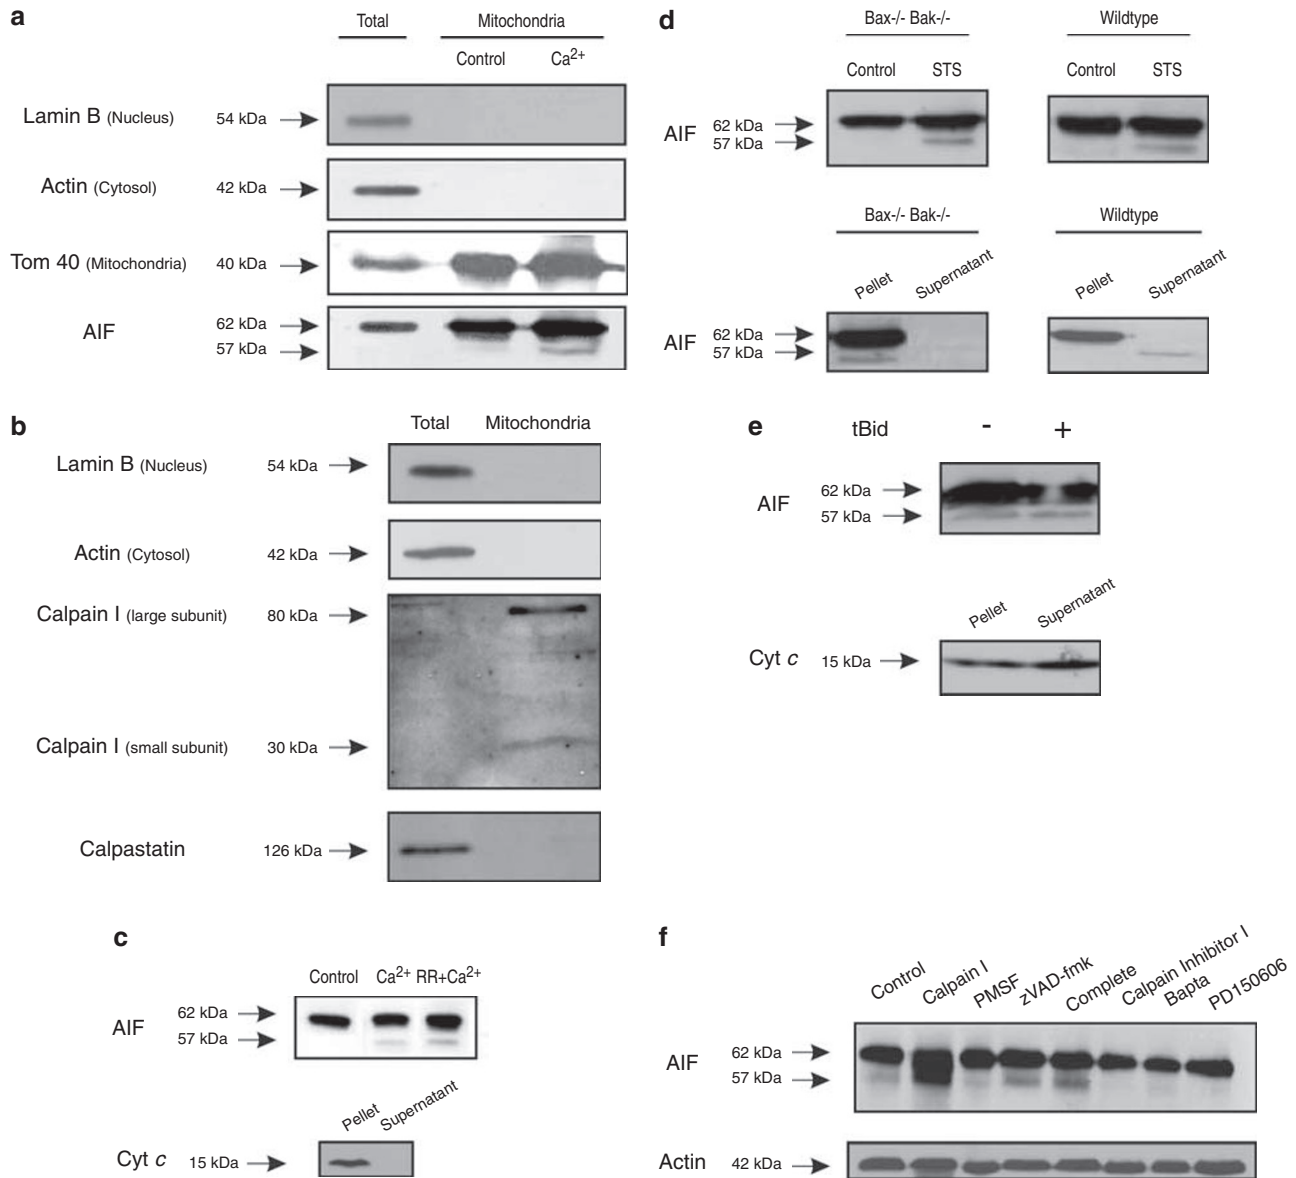 a
Total Mitochondria
Control Ca2+
Lamin B (Nucleus) 54 kDa
Actin (Cytosol) 42 kDa
Tom 40 (Mitochondria) 40 kDa
AIF 62 kDa
57 kDa
b
Total Mitochondria
Lamin B (Nucleus) 54 kDa
Actin (Cytosol) 42 kDa
Calpain I (large subunit) 80 kDa
Calpain I (small subunit) 30 kDa
Calpastatin 126 kDa
c
Control Ca2+ RR+Ca2+
AIF 62 kDa
57 kDa
Pellet Supernatant
Cyt c 15 kDa
d
Bax-/- Bak-/- Wildtype
Control STS Control STS
AIF 62 kDa
57 kDa
Bax-/- Bak-/- Wildtype
Pellet Supernatant Pellet Supernatant
AIF 62 kDa
57 kDa
e
tBid - +
AIF 62 kDa
57 kDa
Pellet Supernatant
Cyt c 15 kDa
f
Control Calpain I PMSF zVAD-fmk Complete Calpain Inhibitor I Bapta PD150606
AIF 62 kDa
57 kDa
Actin 42 kDa